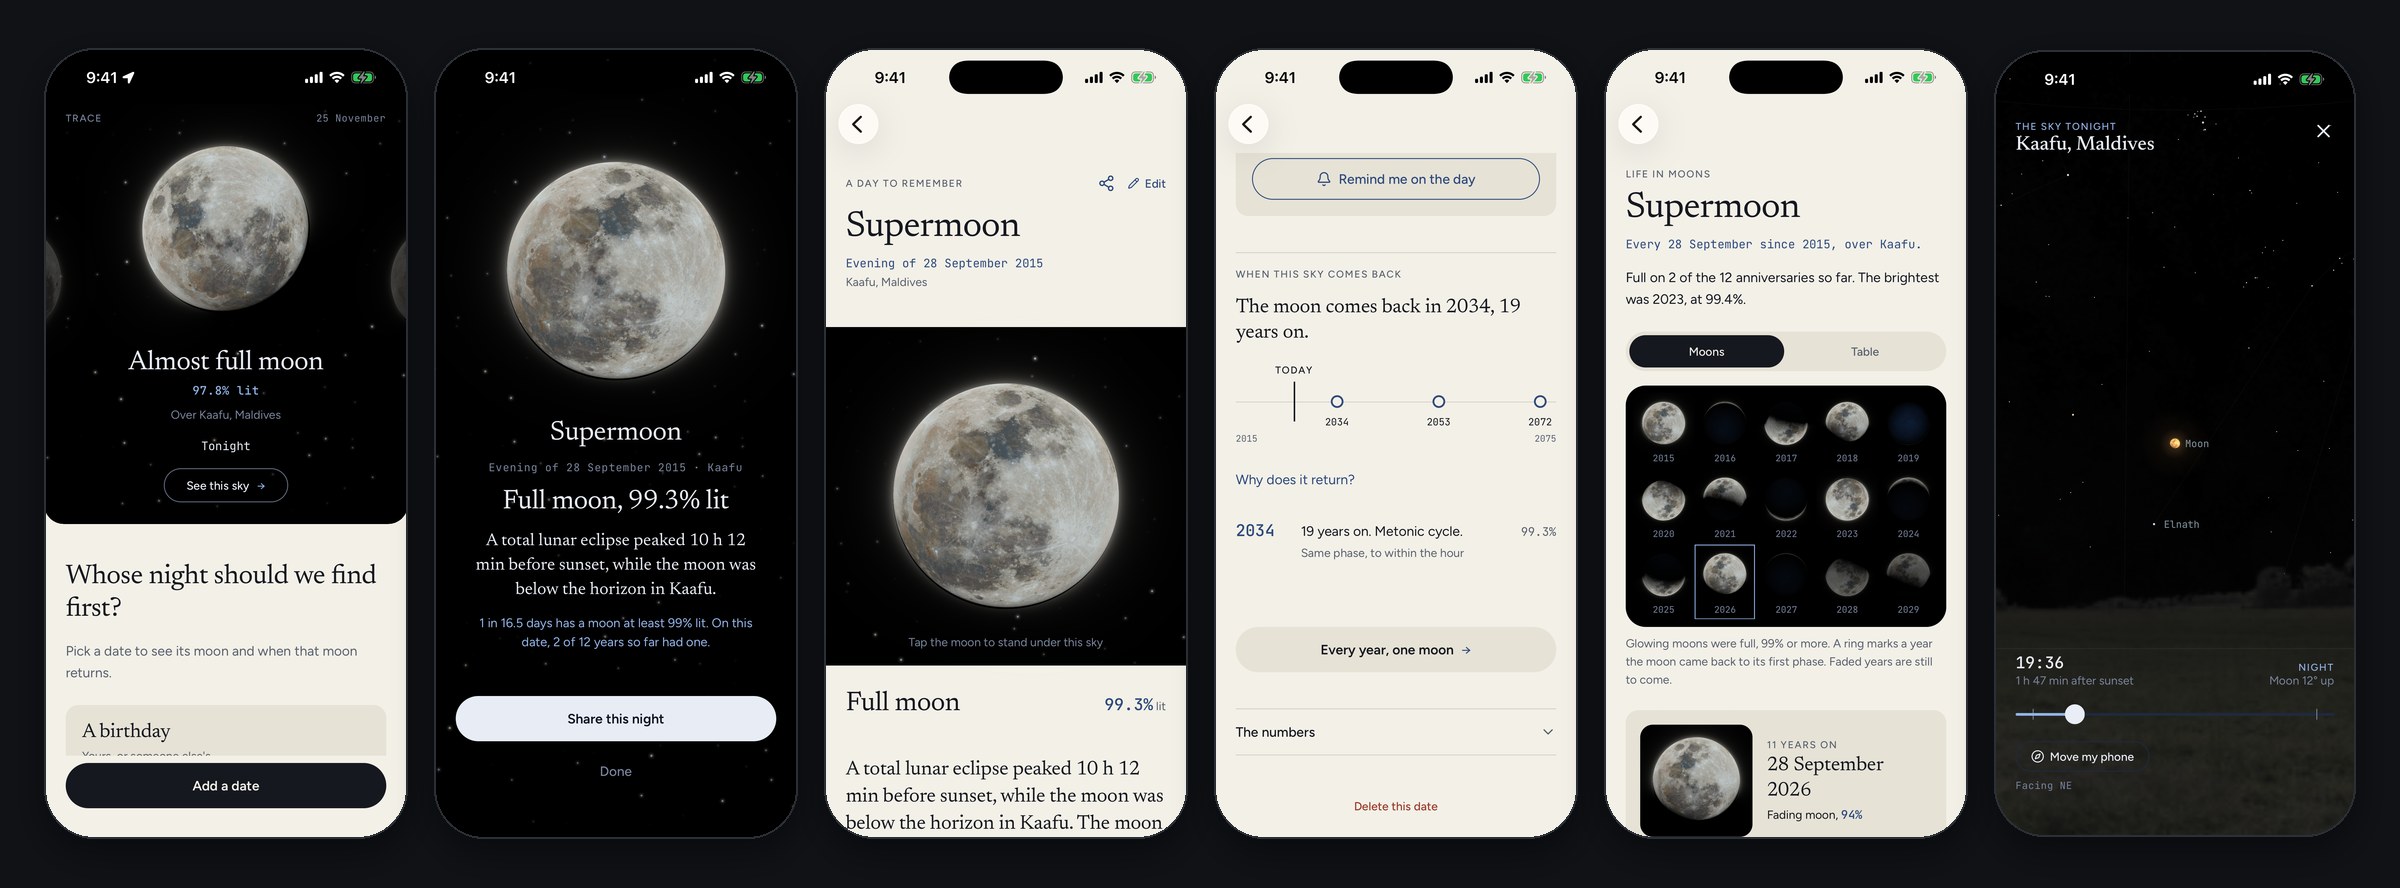 9:41
TRACE
25 November
Almost full moon
97.8% lit
Over Kaafu, Maldives
Tonight
See this sky →
Whose night should we find
first?
Pick a date to see its moon and when that moon
returns.
A birthday
Yours, or someone else's
Add a date
9:41
Supermoon
Evening of 28 September 2015 · Kaafu
Full moon, 99.3% lit
A total lunar eclipse peaked 10 h 12
min before sunset, while the moon was
below the horizon in Kaafu.
1 in 16.5 days has a moon at least 99% lit. On this
date, 2 of 12 years so far had one.
Share this night
Done
9:41
A DAY TO REMEMBER
Edit
Supermoon
Evening of 28 September 2015
Kaafu, Maldives
Tap the moon to stand under this sky
Full moon
99.3% lit
A total lunar eclipse peaked 10 h 12
min before sunset, while the moon was
below the horizon in Kaafu. The moon
9:41
Remind me on the day
WHEN THIS SKY COMES BACK
The moon comes back in 2034, 19
years on.
TODAY
2034
2053
2072
2015
2075
Why does it return?
2034
19 years on. Metonic cycle.
99.3%
Same phase, to within the hour
Every year, one moon →
The numbers
Delete this date
9:41
LIFE IN MOONS
Supermoon
Every 28 September since 2015, over Kaafu.
Full on 2 of the 12 anniversaries so far. The brightest
was 2023, at 99.4%.
Moons
Table
2015 2016 2017 2018 2019
2020 2021 2022 2023 2024
2025 2026 2027 2028 2029
Glowing moons were full, 99% or more. A ring marks a year
the moon came back to its first phase. Faded years are still
to come.
11 YEARS ON
28 September
2026
Fading moon, 94%
9:41
THE SKY TONIGHT
Kaafu, Maldives
Moon
Elnath
19:36
NIGHT
1 h 47 min after sunset
Moon 12° up
Move my phone
Facing NE